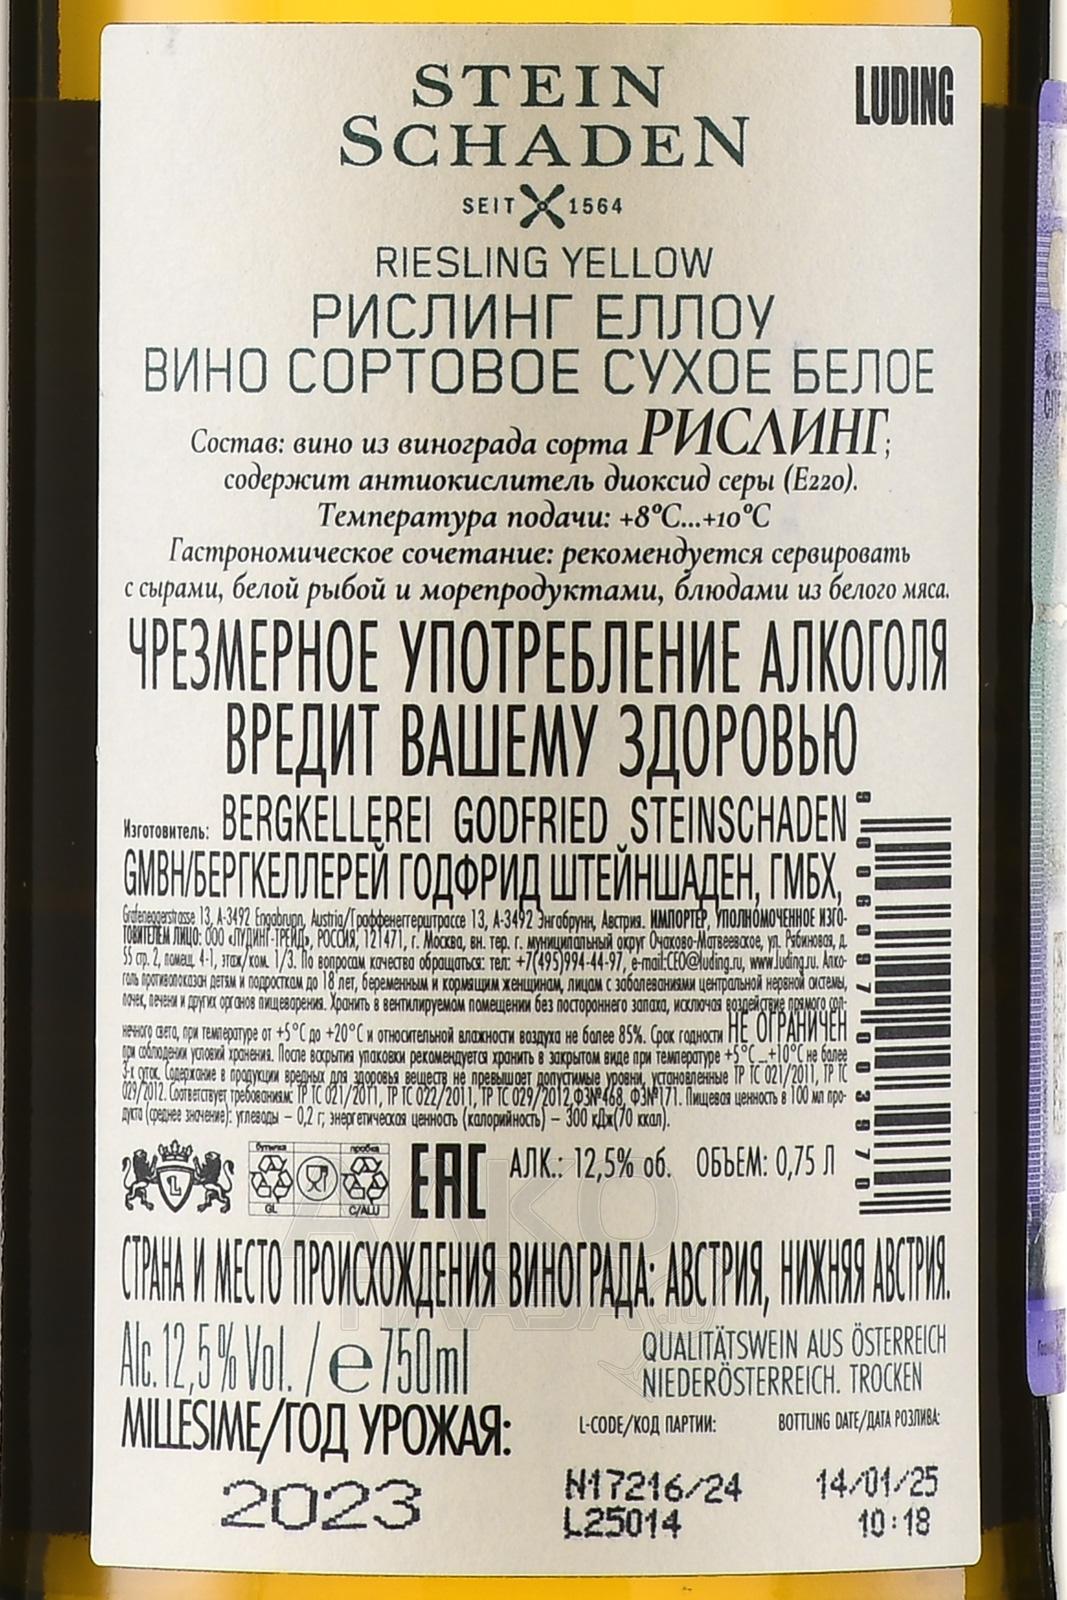 STEIN
SCHADEN
LUDING
SEIT 1564
RIESLING YELLOW
РИСЛИНГ ЕЛЛОУ
ВИНО СОРТОВОЕ СУХОЕ БЕЛОЕ
Состав: вино из винограда сорта РИСЛИНГ;
содержит антиокислитель диоксид серы (Е220).
Температура подачи: +8°С...+10°С
Гастрономическое сочетание: рекомендуется сервировать
с сырами, белой рыбой и морепродуктами, блюдами из белого мяса.
ЧРЕЗМЕРНОЕ УПОТРЕБЛЕНИЕ АЛКОГОЛЯ
ВРЕДИТ ВАШЕМУ ЗДОРОВЬЮ
Изготовитель: BERGKELLEREI GODFRIED STEINSCHADEN
GMBH/БЕРГКЕЛЛЕРЕЙ ГОДФРИД ШТЕЙНШАДЕН, ГМБХ,
Grafeneggerstrasse 13, A-3492 Engabrunn, Austria/Граффенеггерштрассе 13, А-3492 Энгабрунн, Австрия. ИМПОРТЕР, УПОЛНОМОЧЕННОЕ ИЗГО-
ТОВИТЕЛЕМ ЛИЦО: ООО «ЛУДИНГ-ТРЕЙД», РОССИЯ, 121471, г. Москва, вн. тер. г. муниципальный округ Очаково-Матвеевское, ул. Рябиновая, д.
55 стр. 2, помещ. 4-1, этаж/ком. 1/3. По вопросам качества обращаться: тел: +7(495)994-44-97, e-mail:CEO@luding.ru, www.luding.ru. Алко-
голь противопоказан детям и подросткам до 18 лет, беременным и кормящим женщинам, лицам с заболеваниями центральной нервной системы,
почек, печени и других органов пищеварения. Хранить в вентилируемом помещении без постороннего запаха, исключая воздействие прямого сол-
нечного света, при температуре от +5°С до +20°С и относительной влажности воздуха не более 85%. Срок годности НЕ ОГРАНИЧЕН
при соблюдении условий хранения. После вскрытия упаковки рекомендуется хранить в закрытом виде при температуре +5°С...+10°С не более
3-х суток. Содержание в продукции вредных для здоровья веществ не превышает допустимые уровни, установленные ТР ТС 021/2011, ТР ТС
029/2012. Соответствует требованиям: ТР ТС 021/2011, ТР ТС 022/2011, ТР ТС 029/2012,ФЗ№468, ФЗ№171. Пищевая ценность в 100 мл про-
дукта (среднее значение): углеводы – 0,2 г, энергетическая ценность (калорийность) – 300 кДж(70 ккал).
9 006097 003970
L
бутылка
GL
пробка
C/ALU
EAC
АЛК.: 12,5% об. ОБЪЕМ: 0,75 Л
СТРАНА И МЕСТО ПРОИСХОЖДЕНИЯ ВИНОГРАДА: АВСТРИЯ, НИЖНЯЯ АВСТРИЯ.
Alc. 12,5% Vol. / e 750ml
QUALITÄTSWEIN AUS ÖSTERREICH
NIEDERÖSTERREICH. TROCKEN
MILLESIME/ГОД УРОЖАЯ:
2023
L-CODE/КОД ПАРТИИ:
N17216/24
L25014
BOTTLING DATE/ДАТА РОЗЛИВА:
14/01/25
10:18